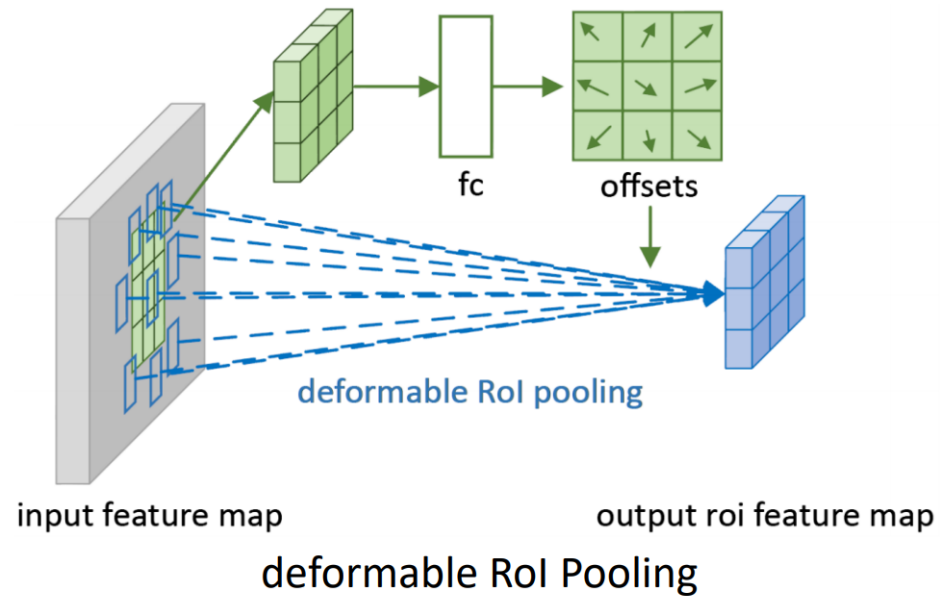 fc
offsets
deformable RoI pooling
input feature map
output roi feature map
deformable RoI Pooling